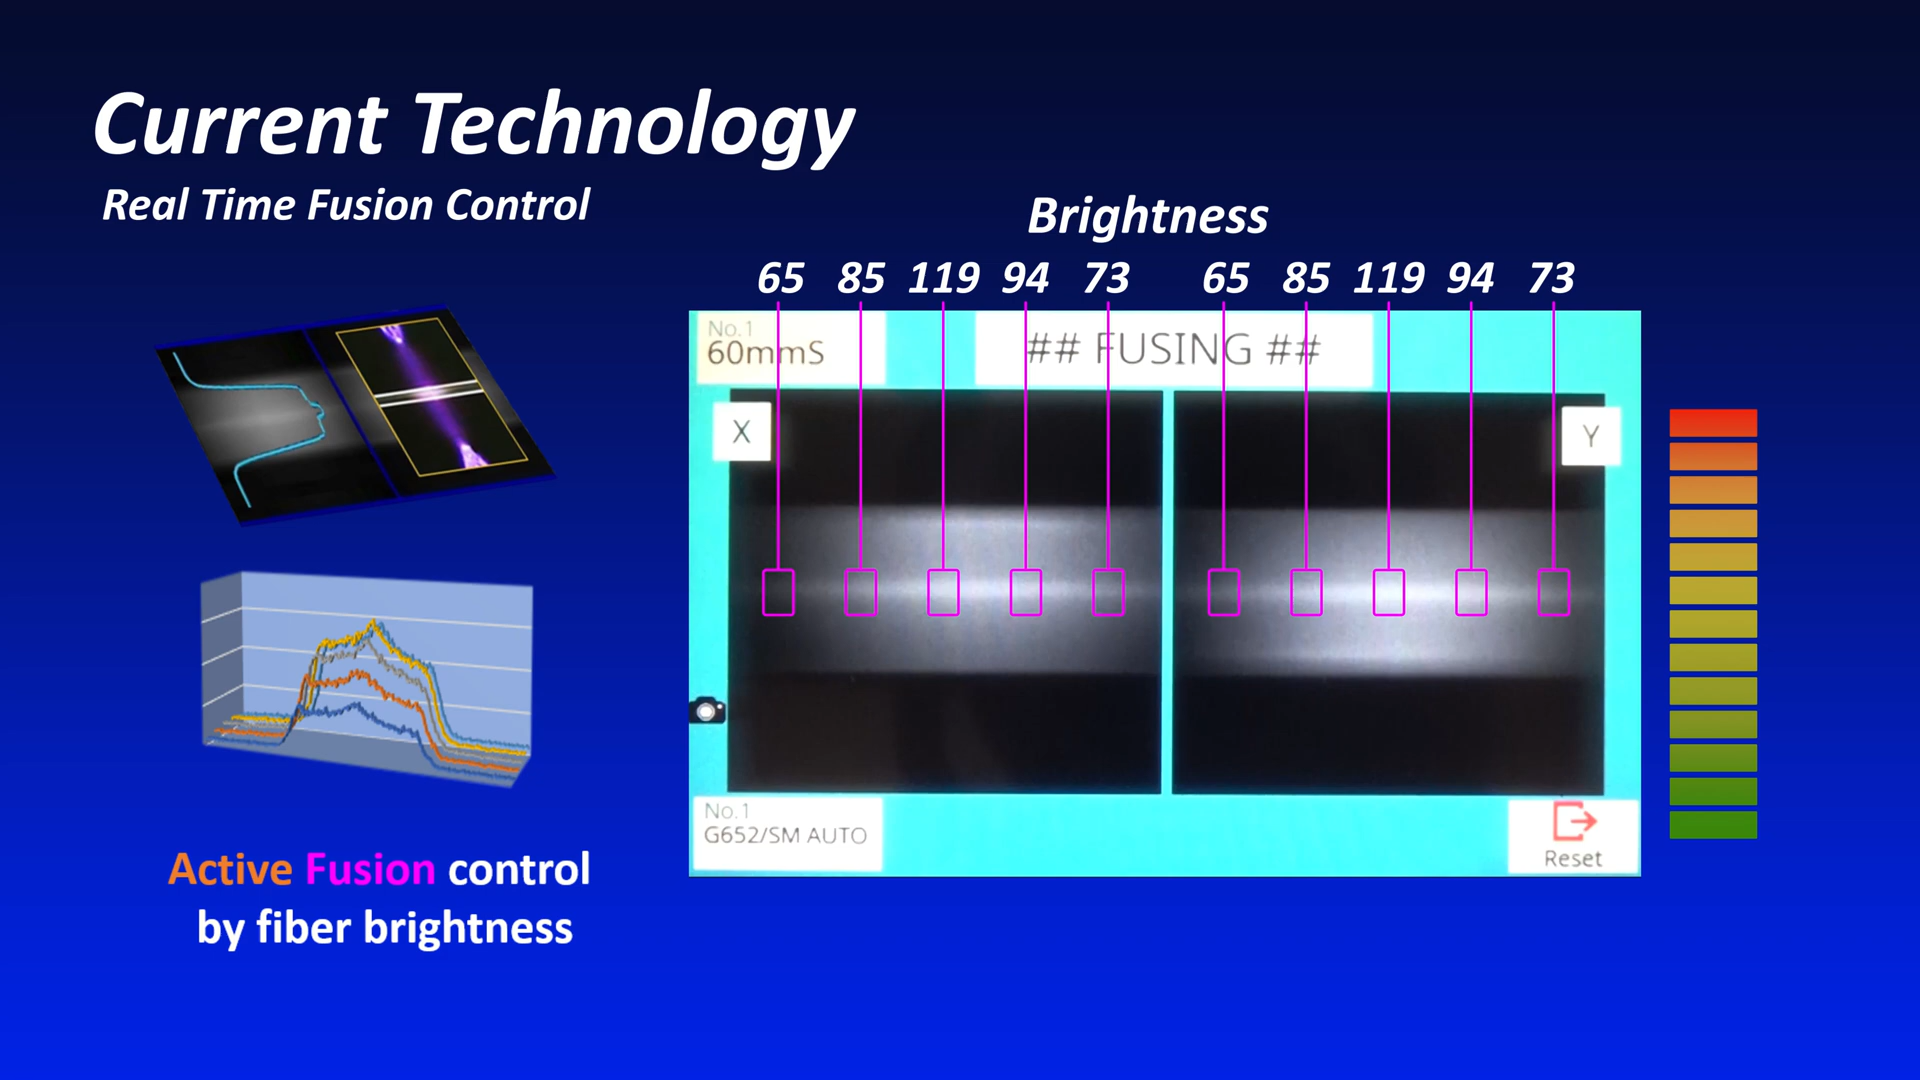 Current Technology
Real Time Fusion Control
Brightness
65 85 119 94 73 65 85 119 94 73
No.1
60mmS
## FUSING ##
X
Y
No.1
G652/SM AUTO
Reset
Active Fusion control
by fiber brightness